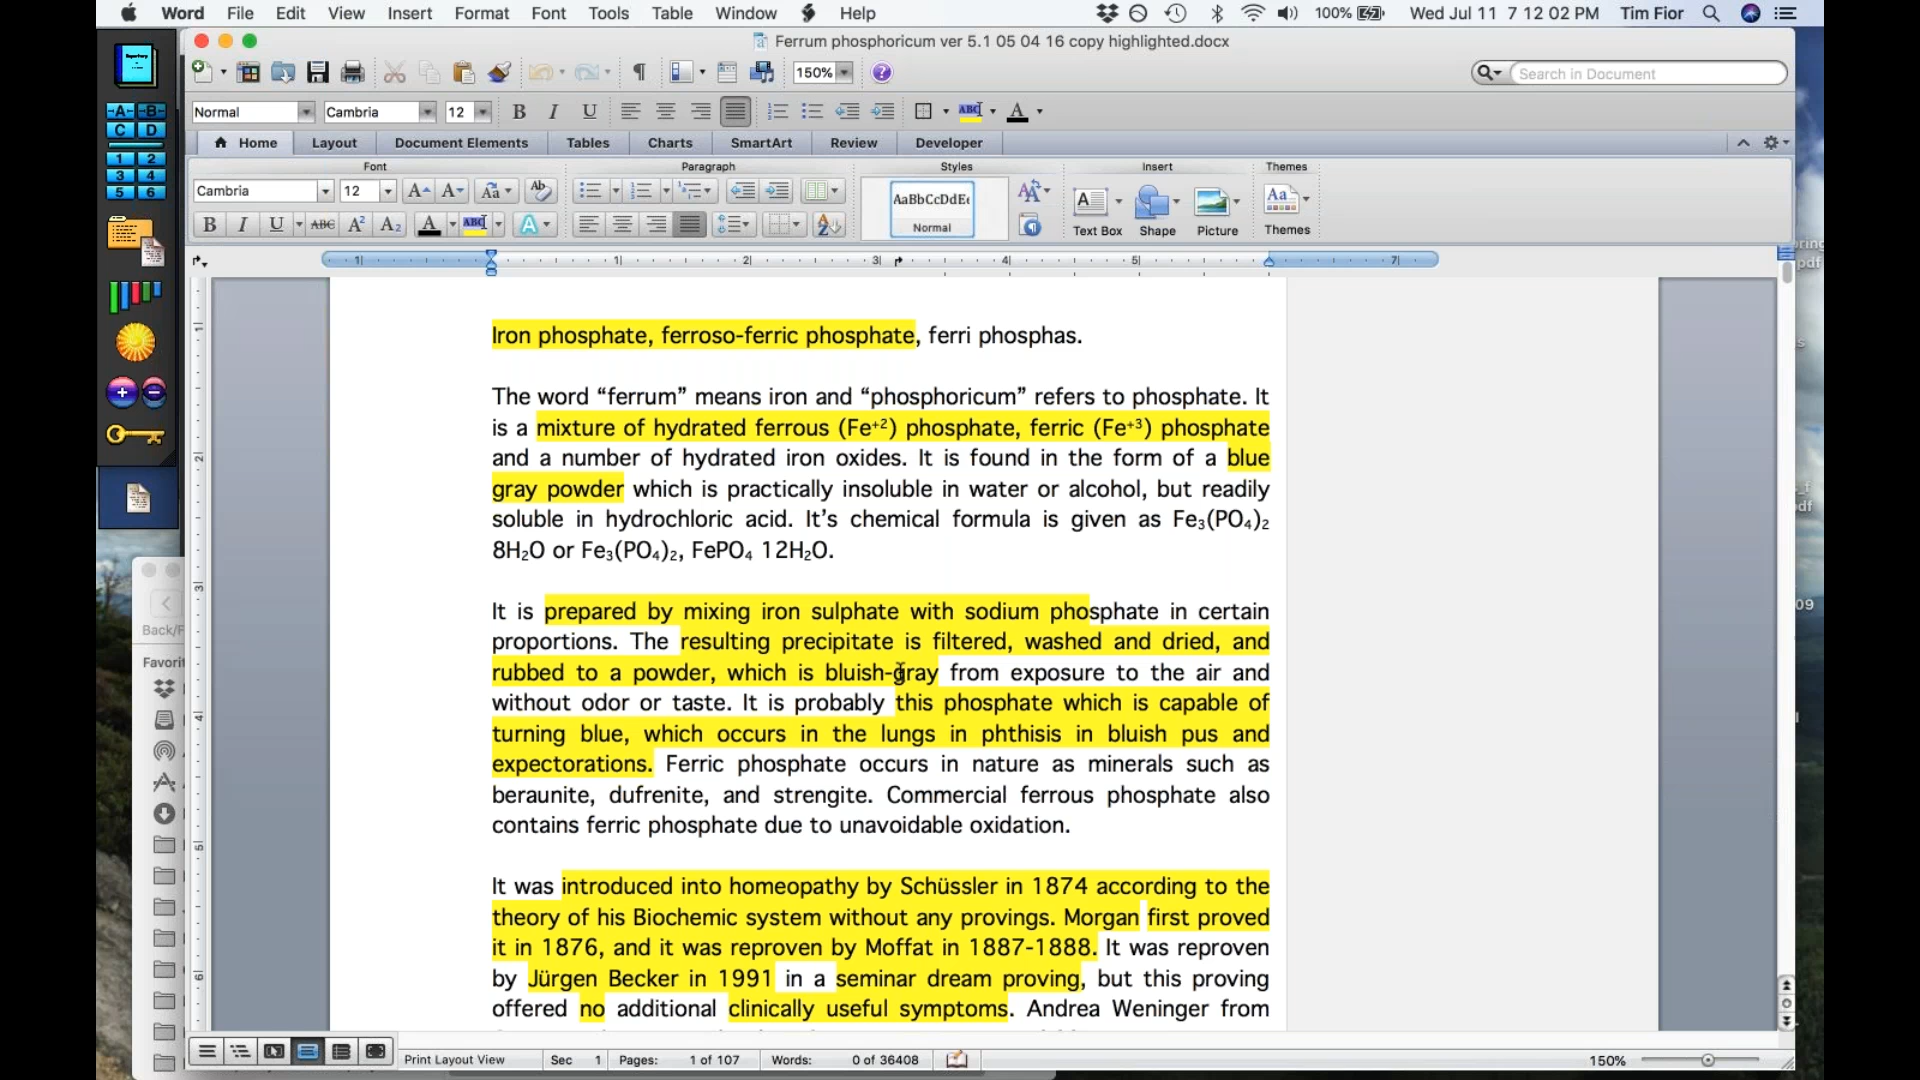 Word File Edit View Insert Format Font Tools Table Window Help 100% Wed Jul 11 7 12 02 PM Tim Fior
Ferrum phosphoricum ver 5.1 05 04 16 copy highlighted.docx
150% Search in Document
Normal Cambria 12 B I U ABC A
Home Layout Document Elements Tables Charts SmartArt Review Developer
Font Paragraph Styles Insert Themes
Cambria 12 AaBbCcDdEe
Normal
Text Box Shape Picture Themes
A B
C D
1 2
3 4
5 6
Iron phosphate, ferroso-ferric phosphate, ferri phosphas.
The word “ferrum” means iron and “phosphoricum” refers to phosphate. It
is a mixture of hydrated ferrous (Fe⁺²) phosphate, ferric (Fe⁺³) phosphate
and a number of hydrated iron oxides. It is found in the form of a blue
gray powder which is practically insoluble in water or alcohol, but readily
soluble in hydrochloric acid. It’s chemical formula is given as Fe₃(PO₄)₂
8H₂O or Fe₃(PO₄)₂, FePO₄ 12H₂O.
It is prepared by mixing iron sulphate with sodium phosphate in certain
proportions. The resulting precipitate is filtered, washed and dried, and
rubbed to a powder, which is bluish-gray from exposure to the air and
without odor or taste. It is probably this phosphate which is capable of
turning blue, which occurs in the lungs in phthisis in bluish pus and
expectorations. Ferric phosphate occurs in nature as minerals such as
beraunite, dufrenite, and strengite. Commercial ferrous phosphate also
contains ferric phosphate due to unavoidable oxidation.
It was introduced into homeopathy by Schüssler in 1874 according to the
theory of his Biochemic system without any provings. Morgan first proved
it in 1876, and it was reproven by Moffat in 1887-1888. It was reproven
by Jürgen Becker in 1991 in a seminar dream proving, but this proving
offered no additional clinically useful symptoms. Andrea Weninger from
Back/F
Favorit
Print Layout View Sec 1 Pages: 1 of 107 Words: 0 of 36408 150%